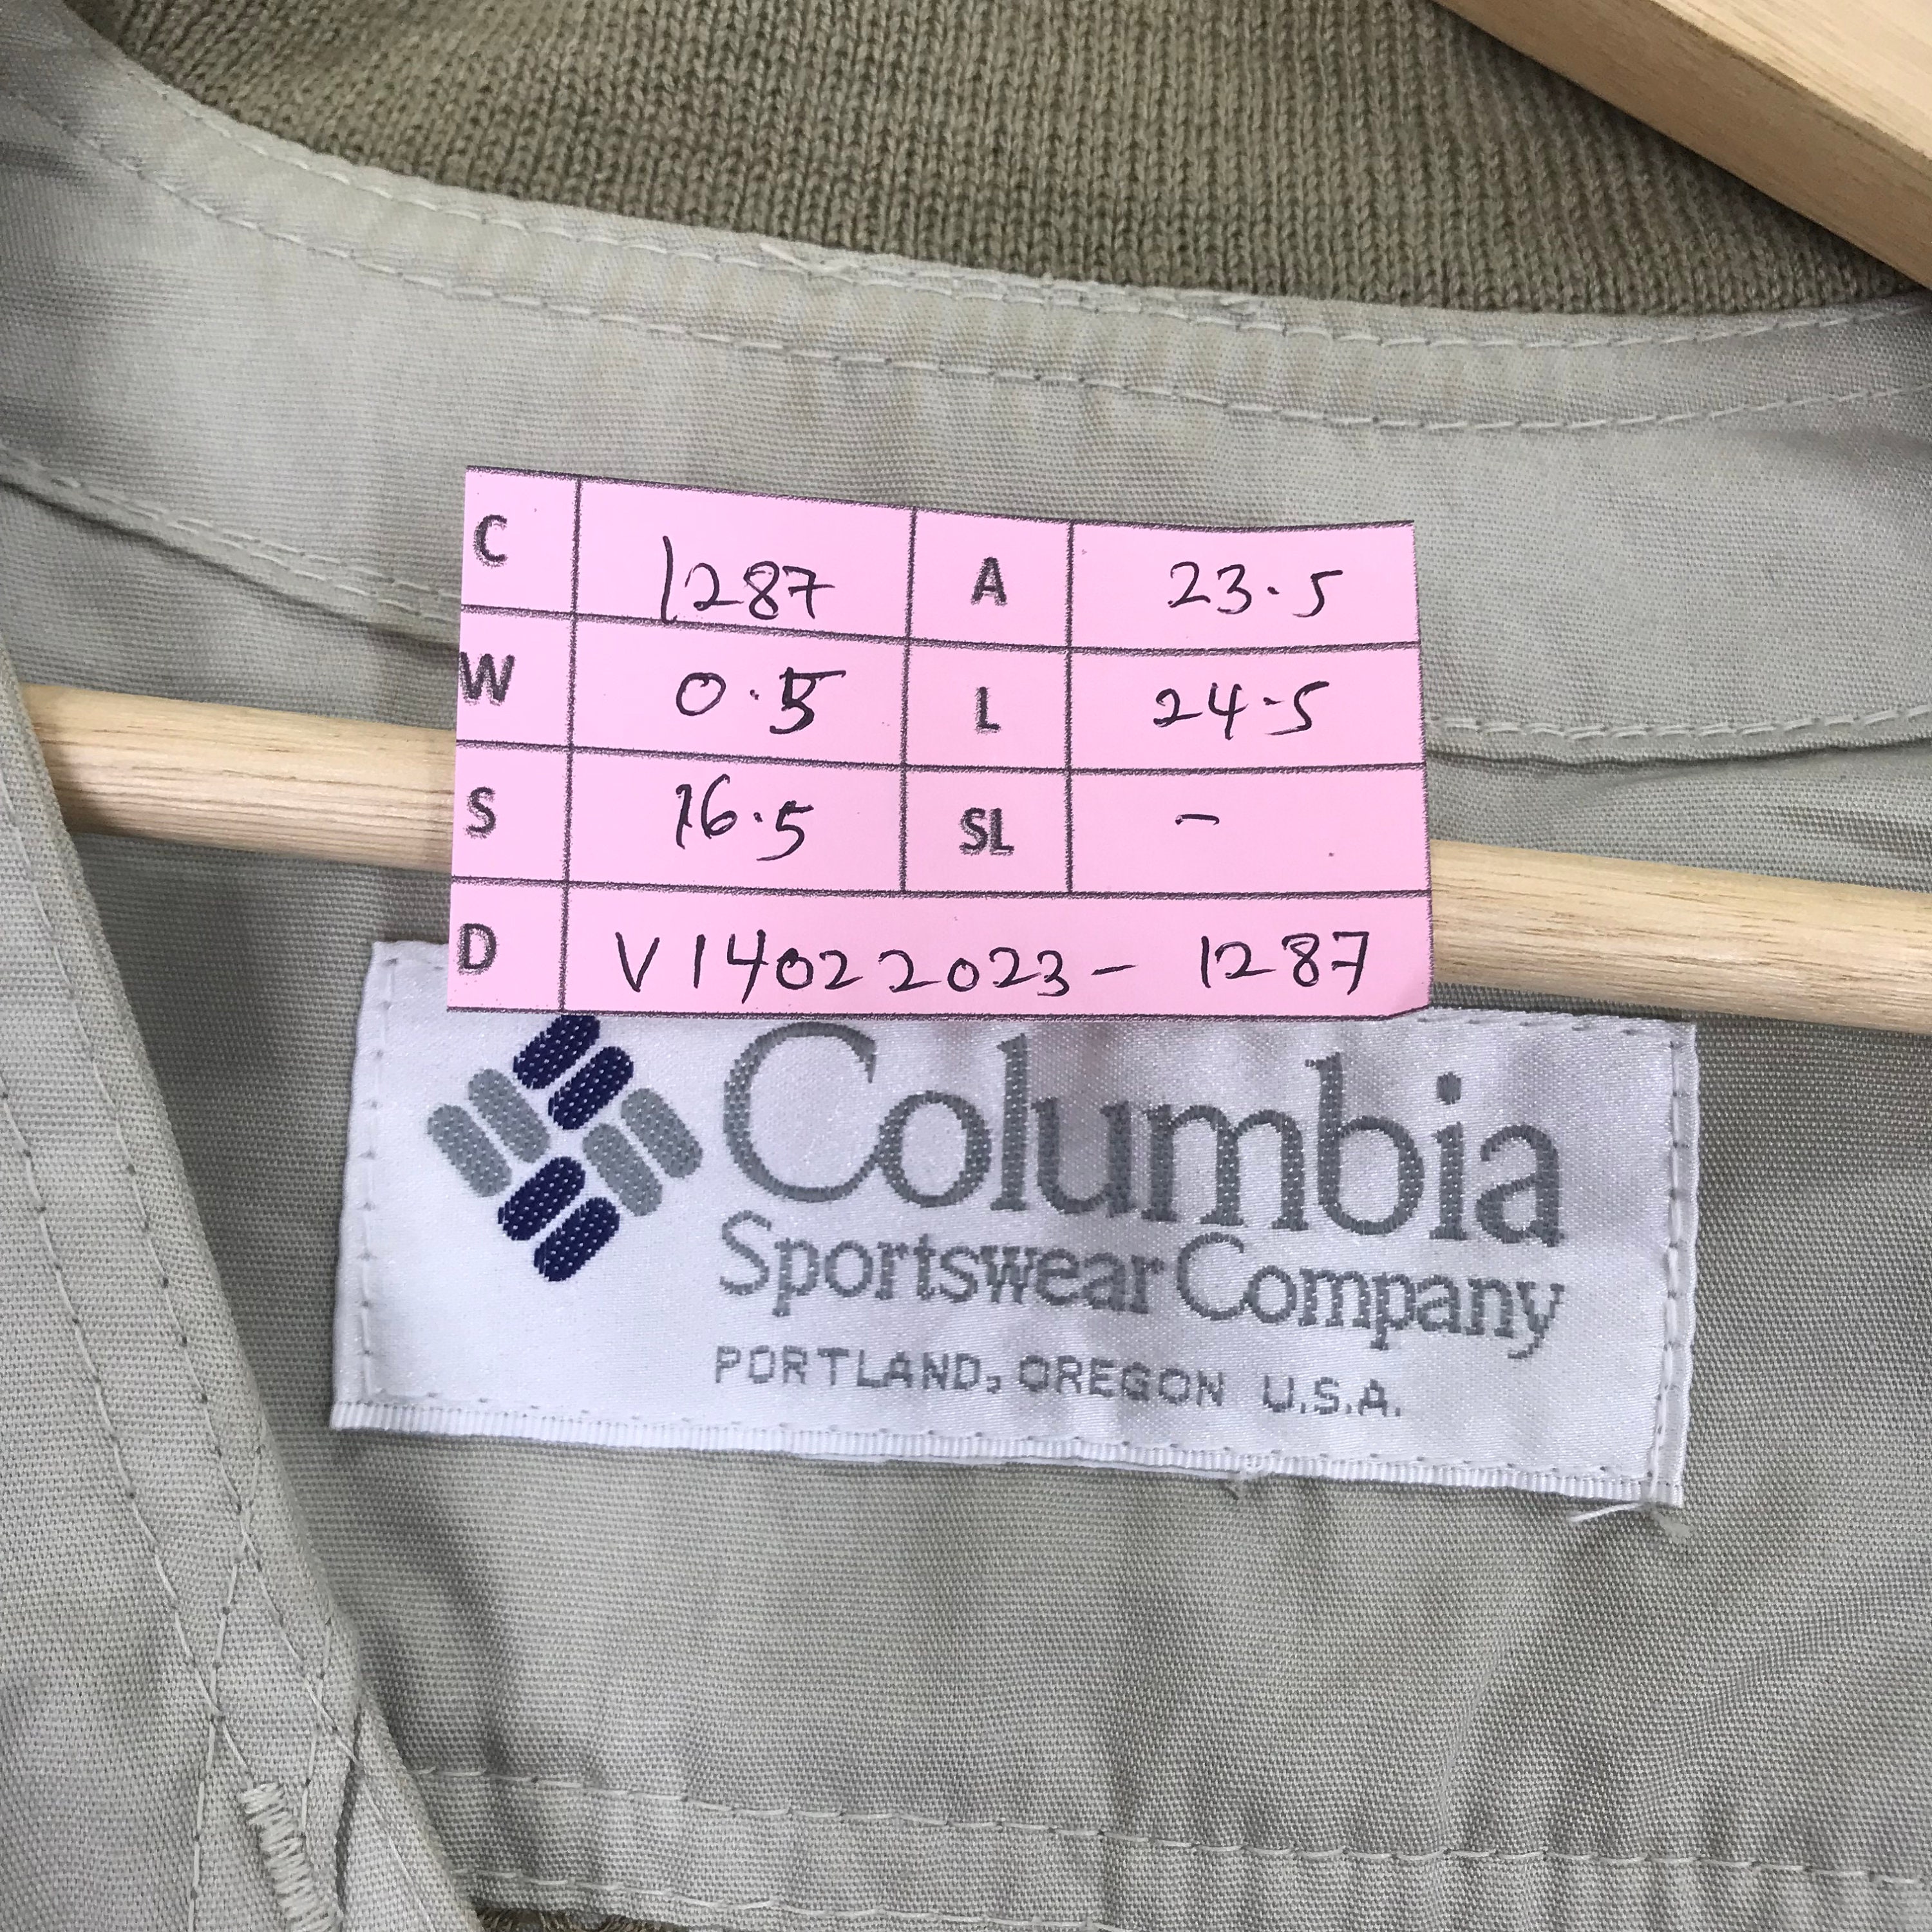 C 1287 A 23.5
W 0.5 L 24.5
S 16.5 SL -
D V14022023- 1287
Columbia
Sportswear Company
PORTLAND, OREGON U.S.A.